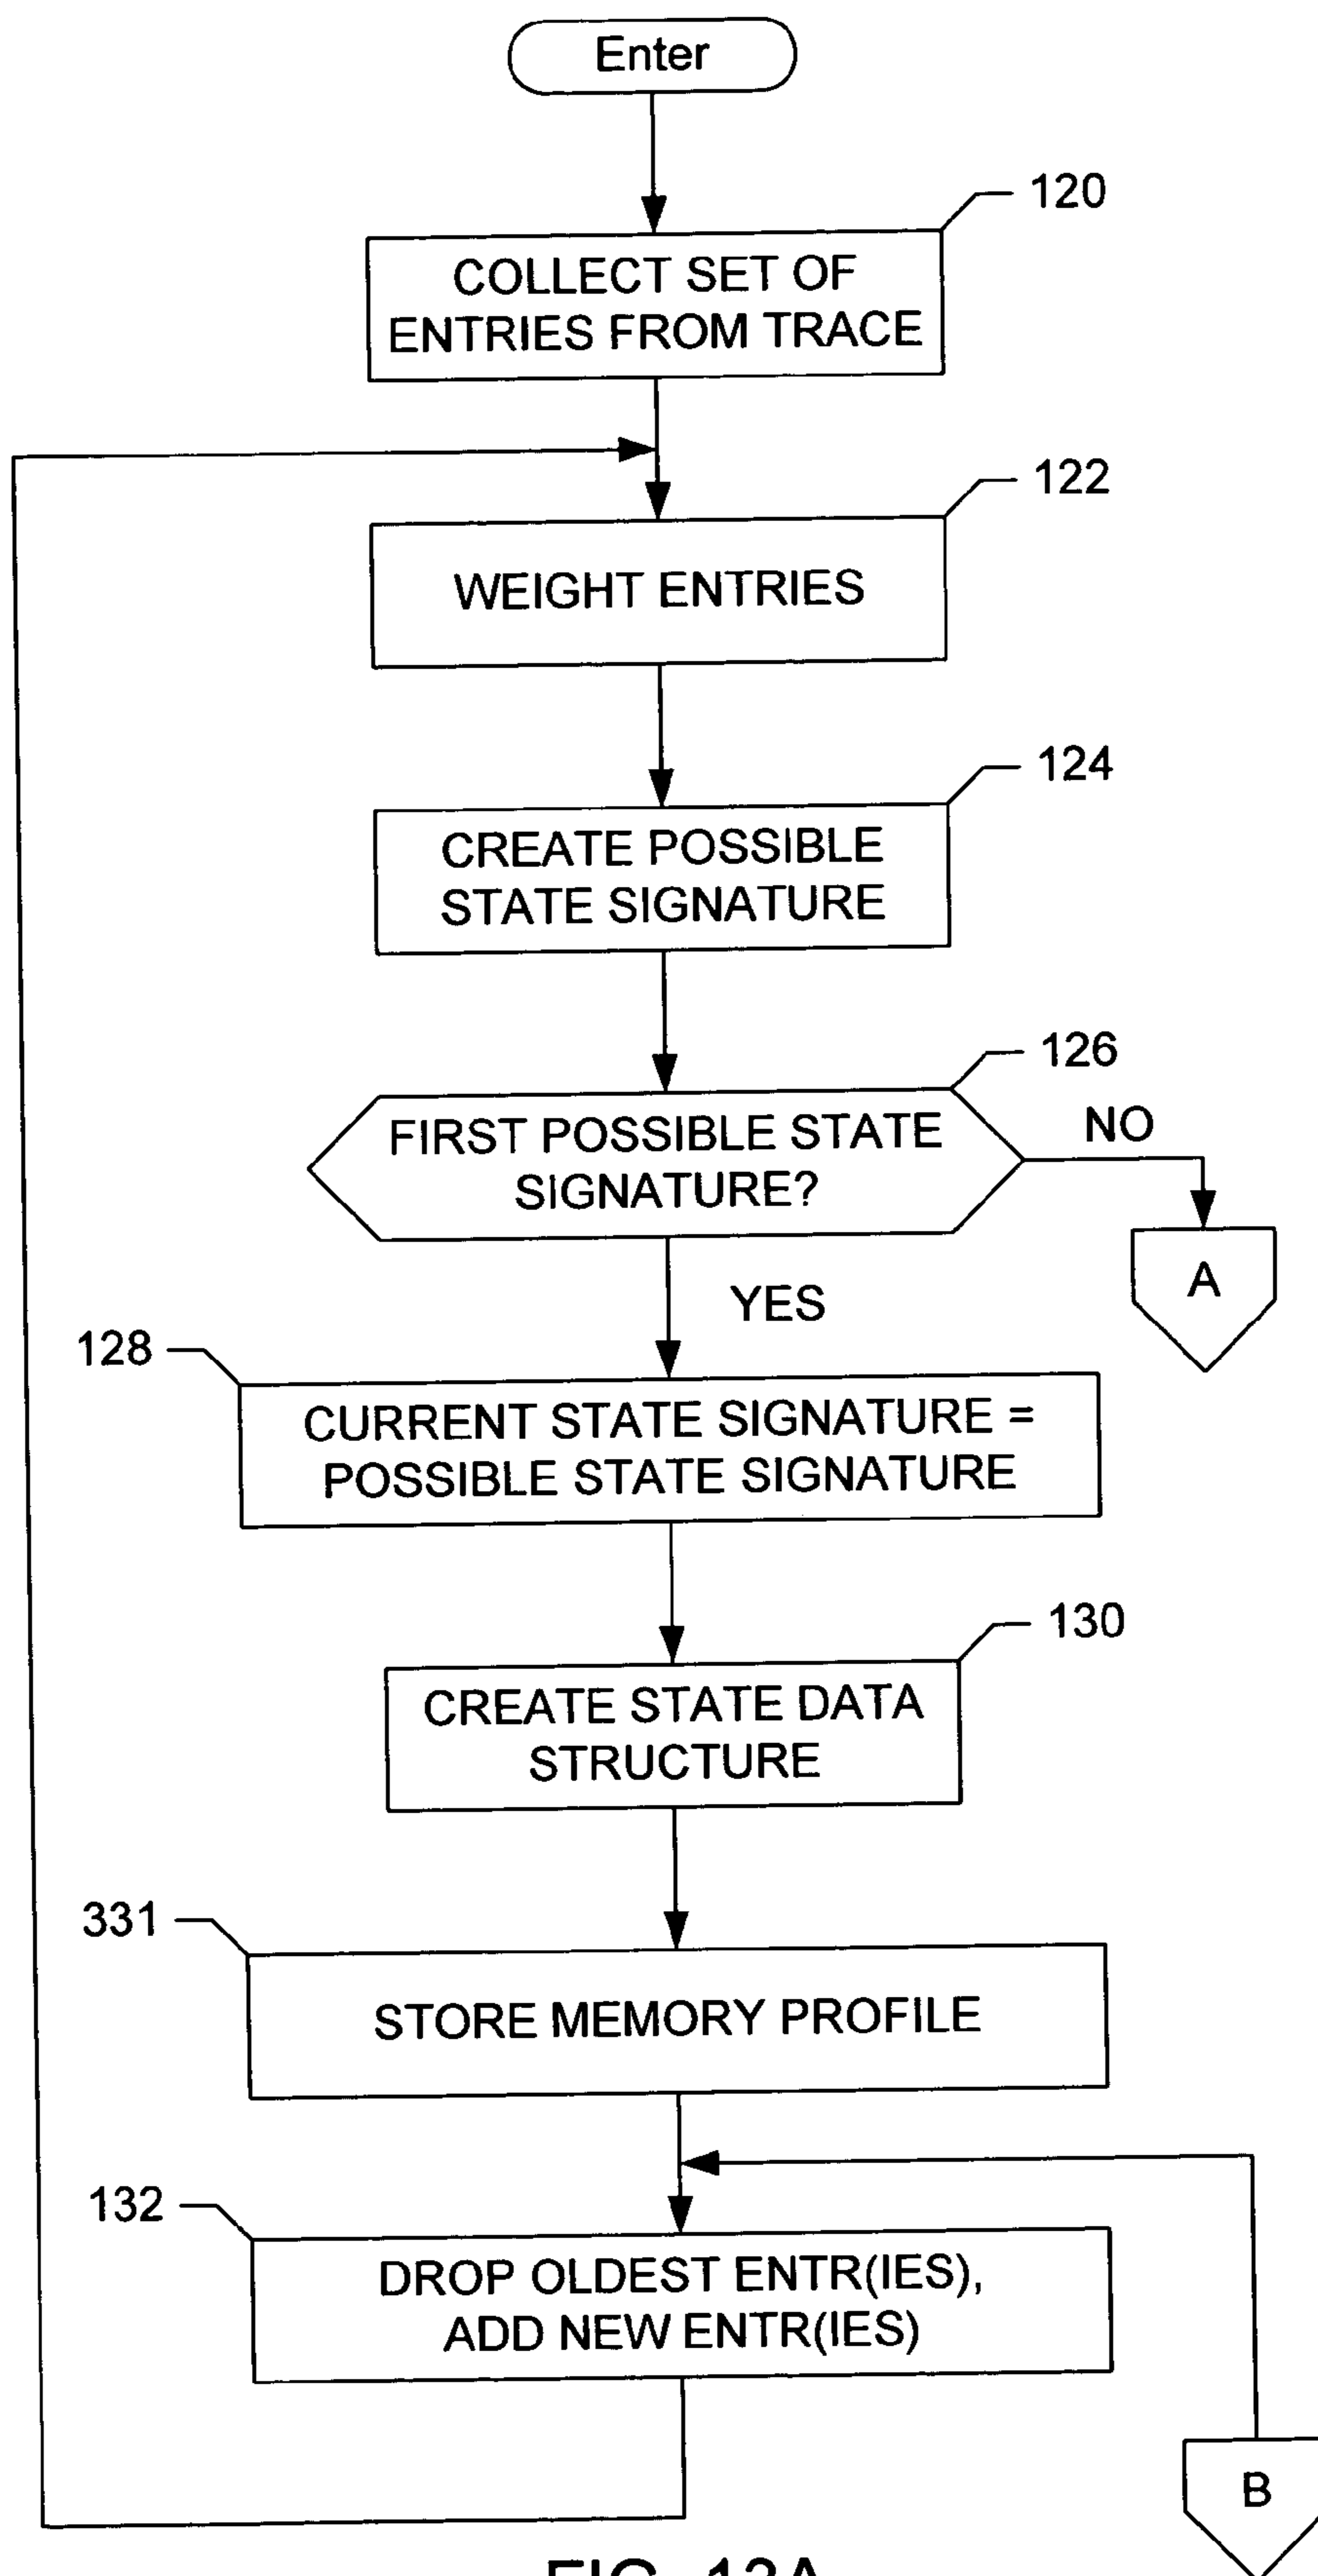 Enter
120
COLLECT SET OF
ENTRIES FROM TRACE
122
WEIGHT ENTRIES
124
CREATE POSSIBLE
STATE SIGNATURE
126
FIRST POSSIBLE STATE
SIGNATURE?
NO
A
YES
128
CURRENT STATE SIGNATURE =
POSSIBLE STATE SIGNATURE
130
CREATE STATE DATA
STRUCTURE
331
STORE MEMORY PROFILE
132
DROP OLDEST ENTR(IES),
ADD NEW ENTR(IES)
B
FIG. 13A